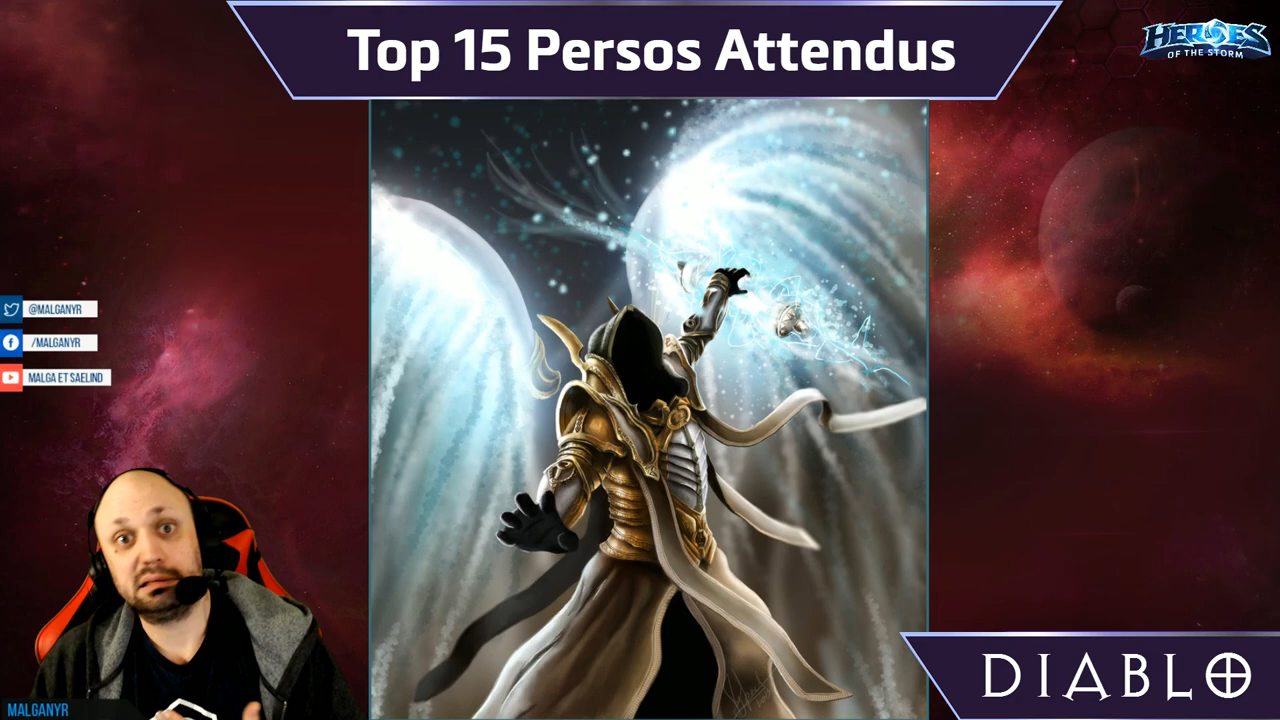 Top 15 Persos Attendus
HEROES
OF THE STORM
@MALGANYR
/MALGANYR
MALGA ET SAELIND
MALGANYR
DIABLO